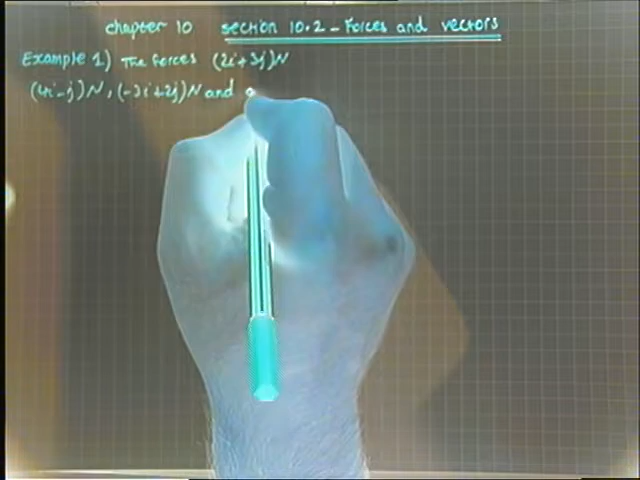 chapter 10 section 10.2 - Forces and vectors
Example 1) The forces (2i+3j)N
(4i-j)N, (-3i+2j)N and